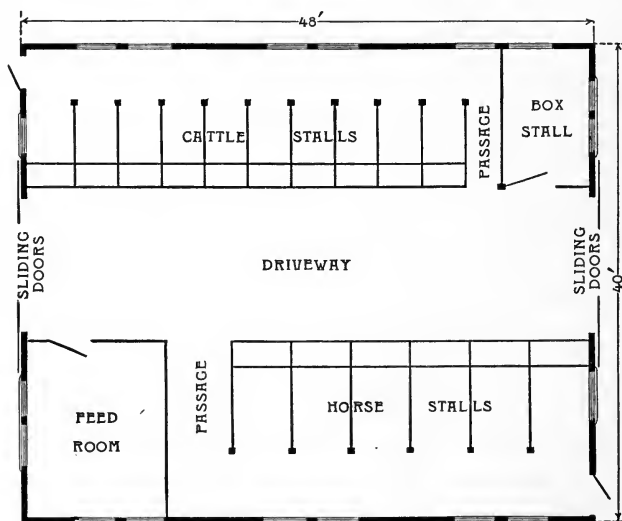 48'
CATTLE STALLS
PASSAGE
BOX
STALL
SLIDING
DOORS
DRIVEWAY
SLIDING
DOORS
40'
FEED
ROOM
PASSAGE
HORSE STALLS